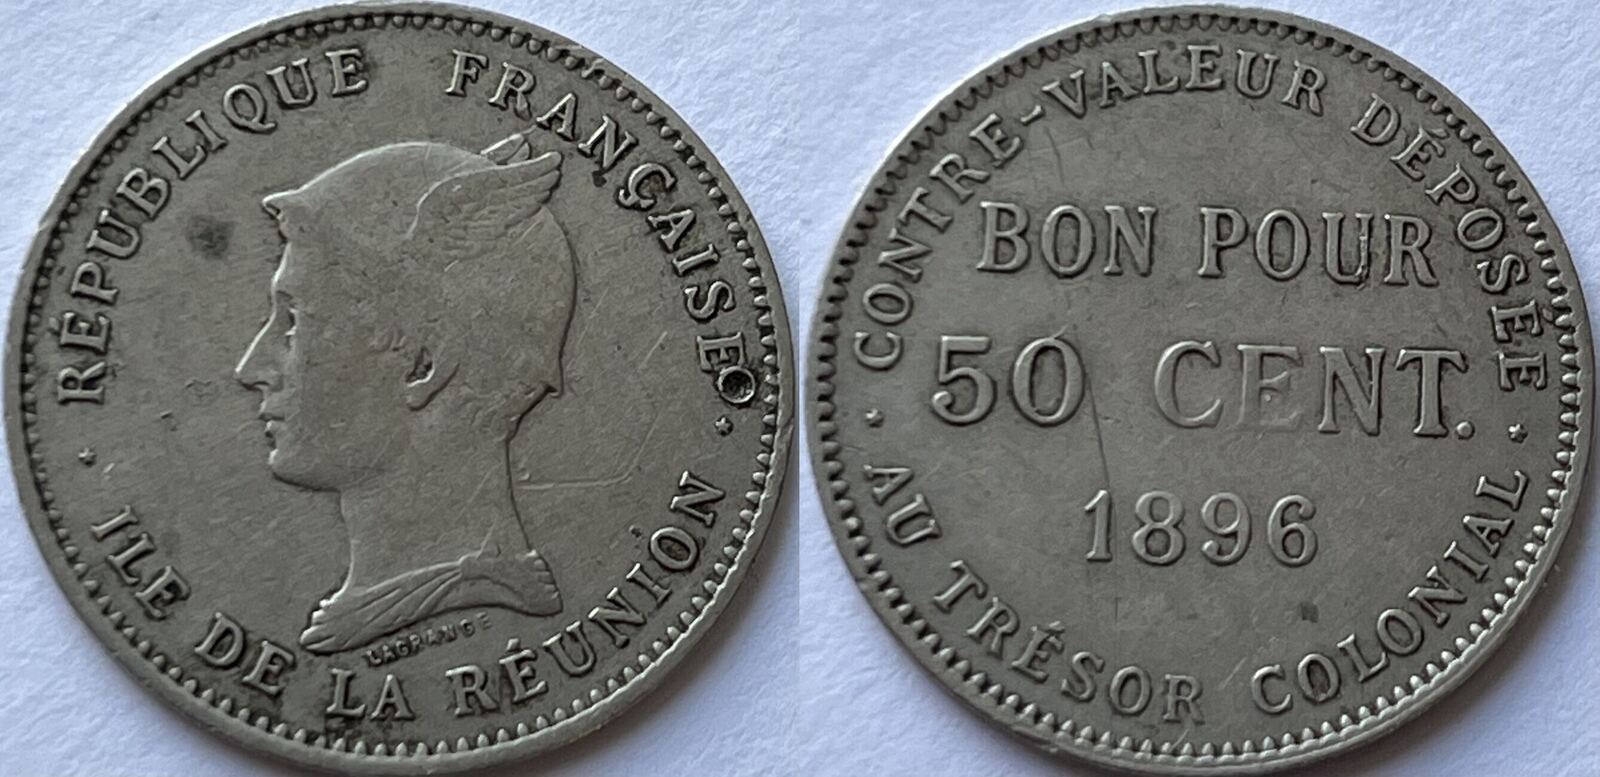 RÉPUBLIQUE FRANÇAISE
LAGRANGE
ILE DE LA RÉUNION
CONTRE-VALEUR DÉPOSÉE
BON POUR
50 CENT.
1896
AU TRÉSOR COLONIAL